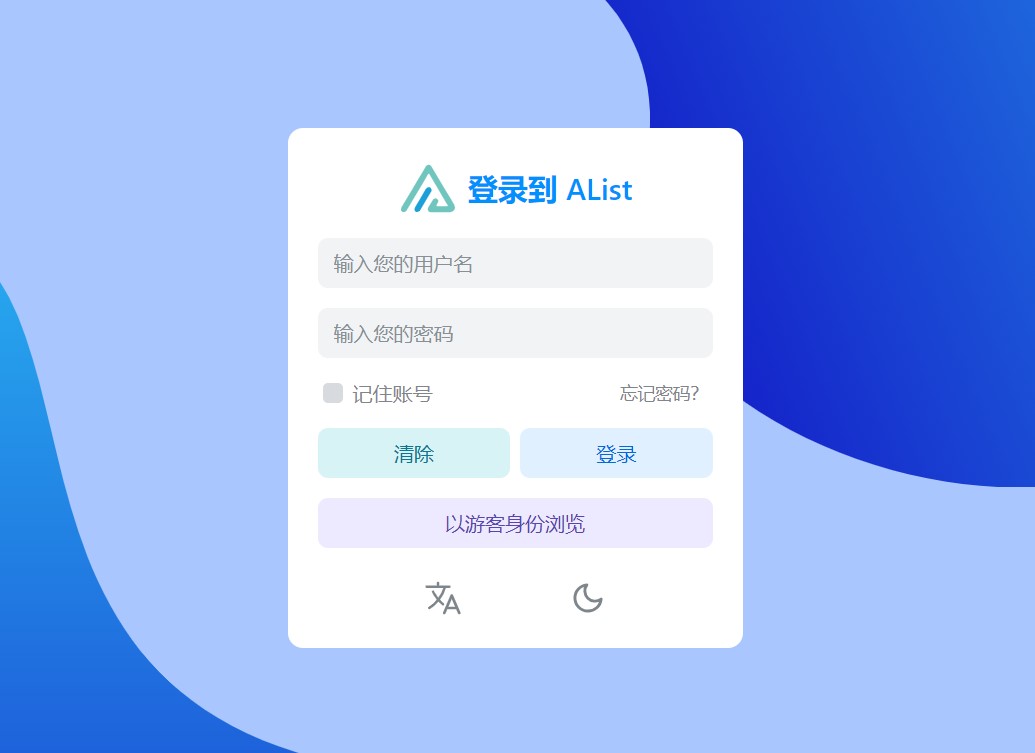 登录到 AList
输入您的用户名
输入您的密码
记住账号 忘记密码?
清除 登录
以游客身份浏览